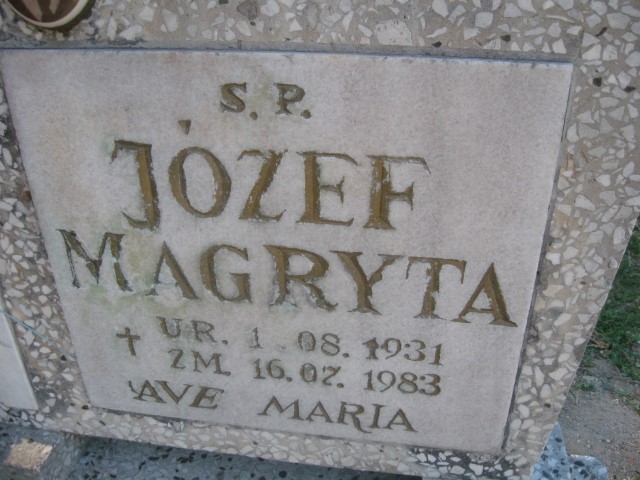 S. P.
JÓZEF
MAGRYTA
UR. 1 08. 1931
ZM. 16.07. 1983
AVE MARIA